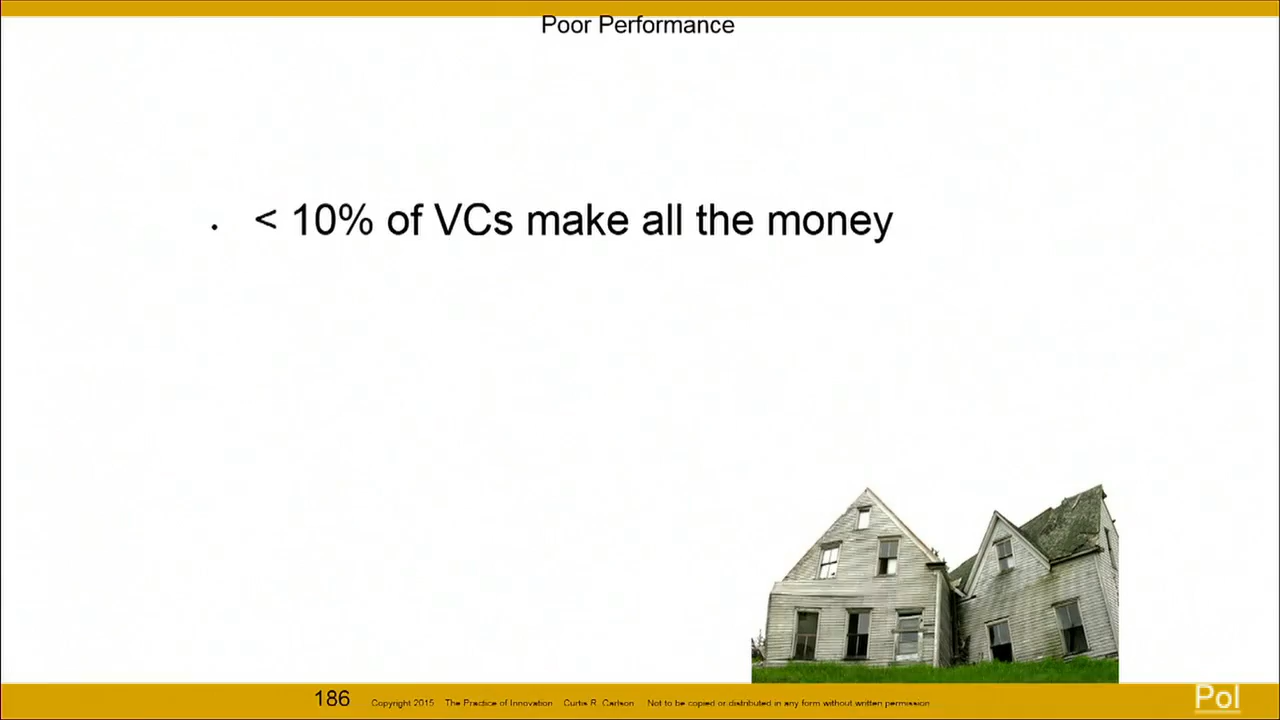 Poor Performance
• < 10% of VCs make all the money
186 Copyright 2015 The Practice of Innovation Curtis R. Carlson Not to be copied or distributed in any form without written permission
Pol